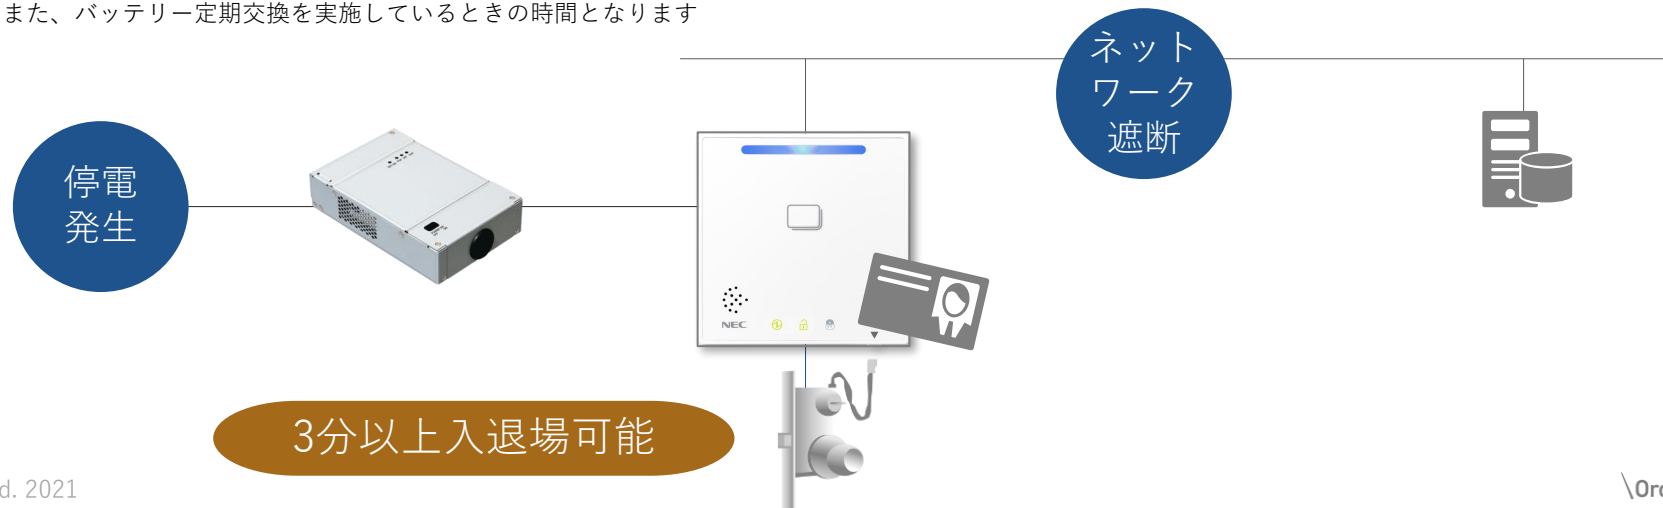 また、バッテリー定期交換を実施しているときの時間となります
ネット
ワーク
遮断
停電
発生
NEC
3分以上入退場可能
d. 2021
\Orc